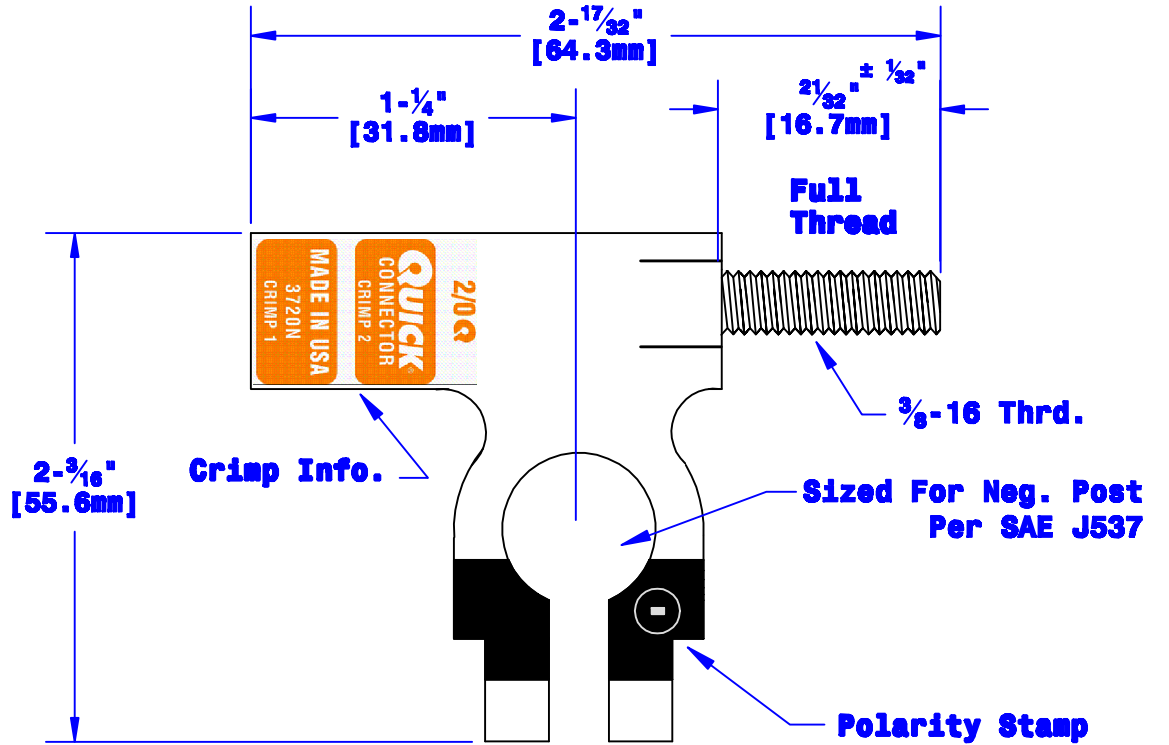 2-17/32"
[64.3mm]
1-1/4"
[31.8mm]
21/32" ± 1/32"
[16.7mm]
Full
Thread
MADE IN USA
3720N
CRIMP 1
QUICK®
CONNECTOR
CRIMP 2
2/0
3/8-16 Thrd.
Crimp Info.
2-3/16"
[55.6mm]
Sized For Neg. Post
Per SAE J537
-
Polarity Stamp